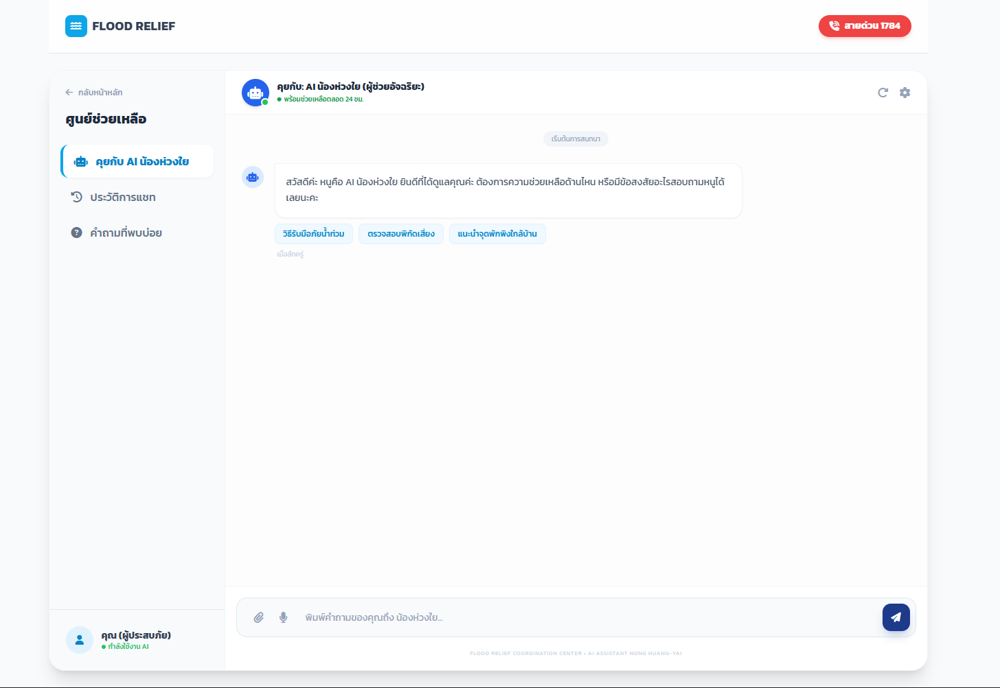 FLOOD RELIEF
สายด่วน 1784
กลับหน้าหลัก
ศูนย์ช่วยเหลือ
คุยกับ AI น้องห่วงใย
ประวัติการแชท
คำถามที่พบบ่อย
คุณ (ผู้ประสบภัย)
กำลังใช้งาน AI
คุยกับ: AI น้องห่วงใย (ผู้ช่วยอัจฉริยะ)
พร้อมช่วยเหลือตลอด 24 ชม.
เริ่มต้นการสนทนา
สวัสดีค่ะ หนูคือ AI น้องห่วงใย ยินดีที่ได้ดูแลคุณค่ะ ต้องการความช่วยเหลือด้านไหน หรือมีข้อสงสัยอะไรสอบถามหนูได้
เลยนะคะ
วิธีรับมือภัยน้ำท่วม
ตรวจสอบพิกัดเสี่ยง
แนะนำจุดพักพิงใกล้บ้าน
เมื่อสักครู่
พิมพ์คำถามของคุณถึง น้องห่วงใย...
FLOOD RELIEF COORDINATION CENTER • AI ASSISTANT NONG HUANG-YAI